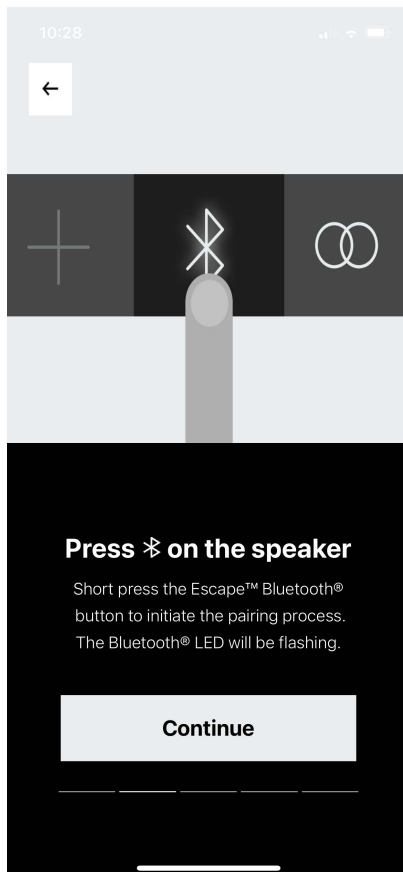 10:28
Press on the speaker
Short press the Escape™ Bluetooth®
button to initiate the pairing process.
The Bluetooth® LED will be flashing.
Continue